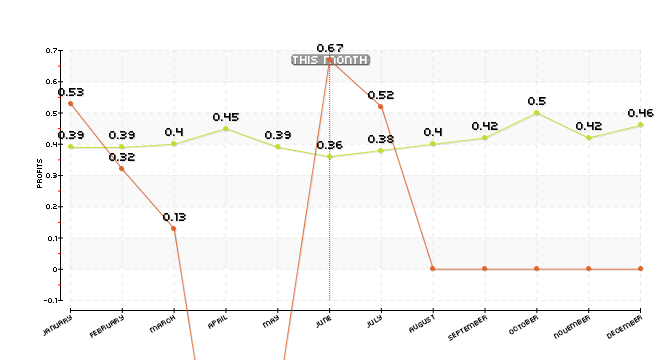 0.67
THIS MONTH
0.7
0.6
0.5
0.4
0.3
0.2
0.1
0
-0.1
PROFITS
0.53
0.32
0.13
0.52
0.39
0.39
0.4
0.45
0.39
0.36
0.38
0.4
0.42
0.5
0.42
0.46
JANUARY
FEBRUARY
MARCH
APRIL
MAY
JUNE
JULY
AUGUST
SEPTEMBER
OCTOBER
NOVEMBER
DECEMBER